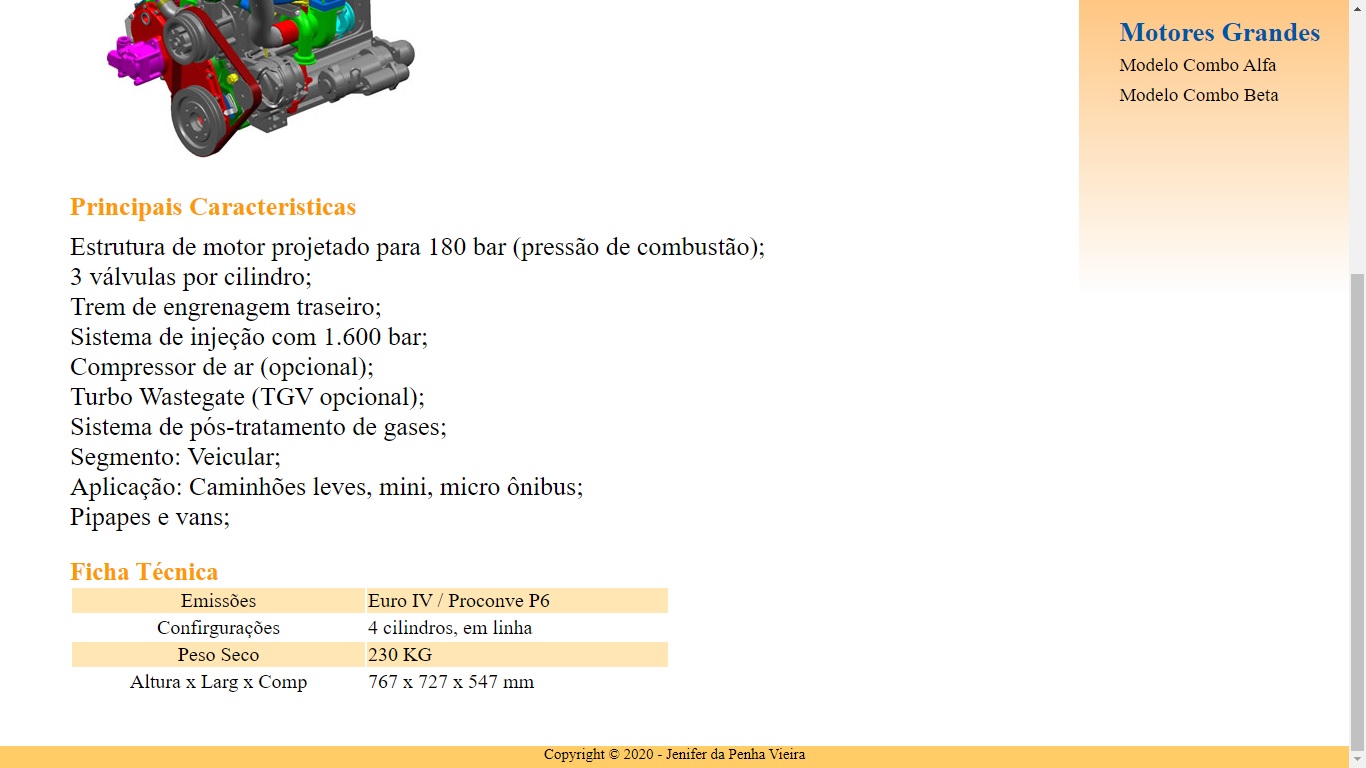 Motores Grandes
Modelo Combo Alfa
Modelo Combo Beta
Principais Caracteristicas
Estrutura de motor projetado para 180 bar (pressão de combustão);
3 válvulas por cilindro;
Trem de engrenagem traseiro;
Sistema de injeção com 1.600 bar;
Compressor de ar (opcional);
Turbo Wastegate (TGV opcional);
Sistema de pós-tratamento de gases;
Segmento: Veicular;
Aplicação: Caminhões leves, mini, micro ônibus;
Pipapes e vans;
Ficha Técnica
Emissões Euro IV / Proconve P6
Confirgurações 4 cilindros, em linha
Peso Seco 230 KG
Altura x Larg x Comp 767 x 727 x 547 mm
Copyright © 2020 - Jenifer da Penha Vieira